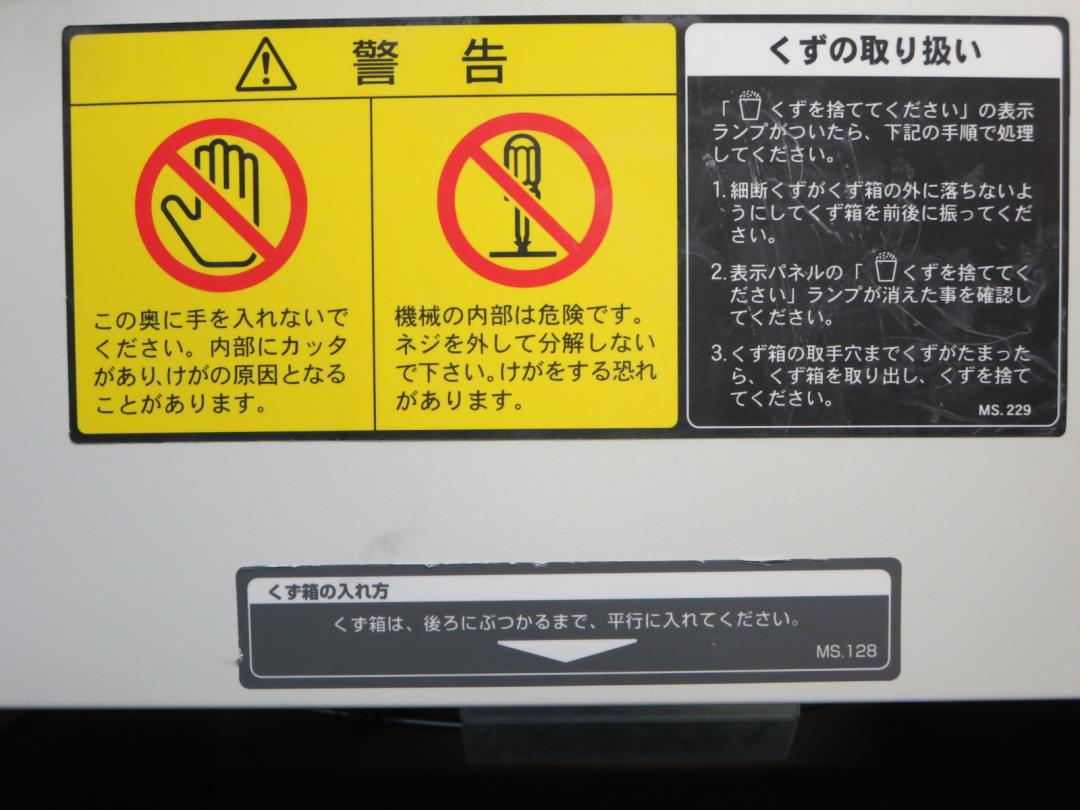 警告
この奥に手を入れないで
ください。内部にカッタ
があり、けがの原因となる
ことがあります。
機械の内部は危険です。
ネジを外して分解しない
で下さい。けがをする恐れ
があります。
くずの取り扱い
「くずを捨ててください」の表示
ランプがついたら、下記の手順で処理
してください。
1. 細断くずがくず箱の外に落ちないよ
うにしてくず箱を前後に振ってくだ
さい。
2. 表示パネルの「くずを捨ててく
ださい」ランプが消えた事を確認し
てください。
3. くず箱の取手穴までくずがたまった
ら、くず箱を取り出し、くずを捨て
てください。
MS. 229
くず箱の入れ方
くず箱は、後ろにぶつかるまで、平行に入れてください。
MS.128